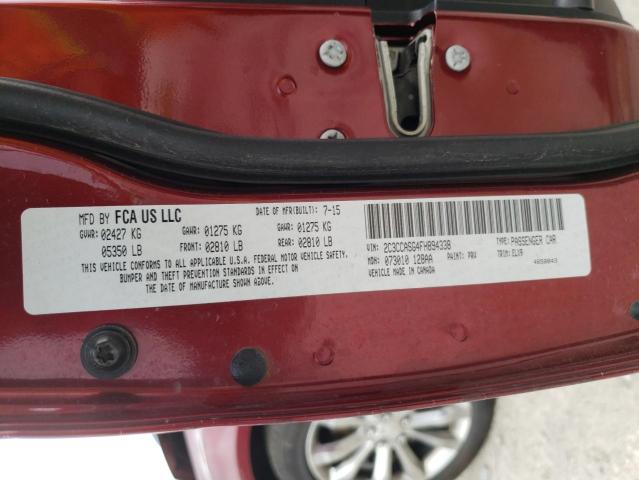 MFD BY FCA US LLC
DATE OF MFR(BUILT): 7-15
GVWR: 02427 KG
GAWR: 01275 KG
GAWR: 01275 KG
05350 LB
FRONT: 02810 LB
REAR: 02810 LB
THIS VEHICLE CONFORMS TO ALL APPLICABLE U.S.A. FEDERAL MOTOR VEHICLE SAFETY,
BUMPER AND THEFT PREVENTION STANDARDS IN EFFECT ON
THE DATE OF MANUFACTURE SHOWN ABOVE.
VIN: 2C3CCASG4FH894338
TYPE: PASSENGER CAR
MDH: 073010 128AA
PAINT: PRV
TRIM: ELX9
VEHICLE MADE IN CANADA